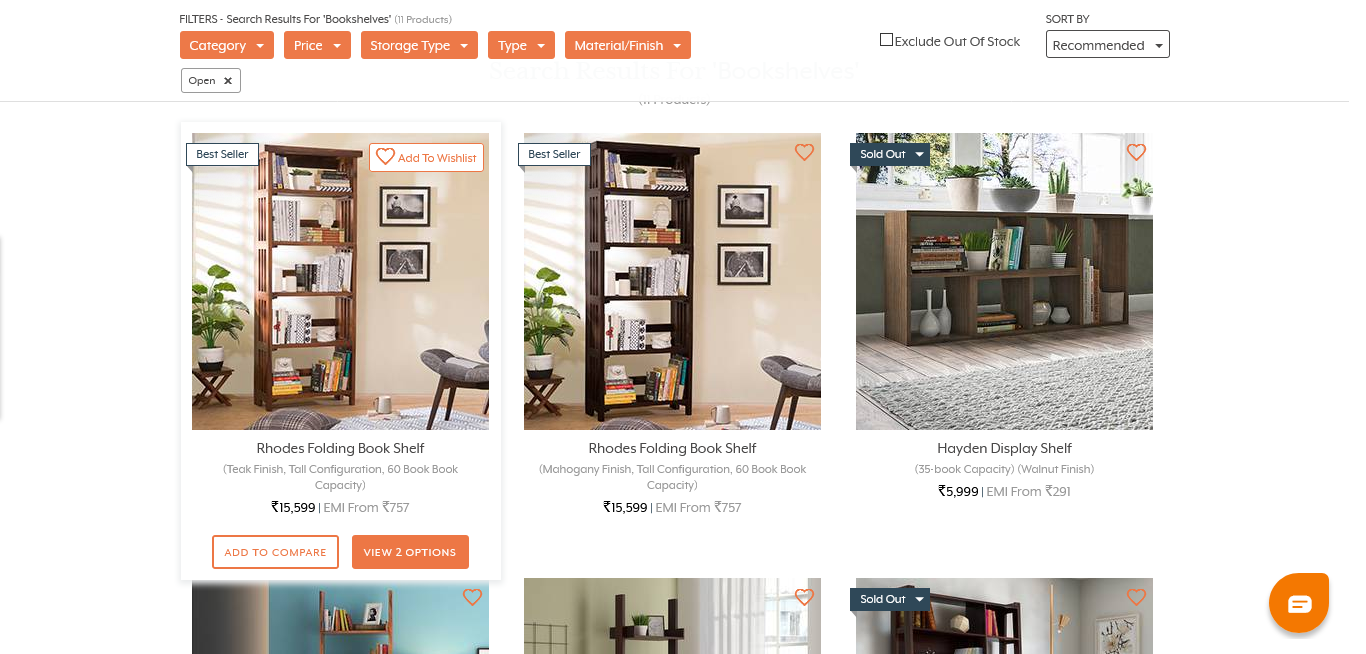 FILTERS - Search Results For 'Bookshelves' (11 Products)
SORT BY
Category
Price
Storage Type
Type
Material/Finish
Exclude Out Of Stock
Recommended
Open ×
Search Results For 'Bookshelves'
(11 Products)
Best Seller
Add To Wishlist
Best Seller
Sold Out
Rhodes Folding Book Shelf
(Teak Finish, Tall Configuration, 60 Book Book
Capacity)
₹15,599 | EMI From ₹757
ADD TO COMPARE
VIEW 2 OPTIONS
Rhodes Folding Book Shelf
(Mahogany Finish, Tall Configuration, 60 Book Book
Capacity)
₹15,599 | EMI From ₹757
Hayden Display Shelf
(35-book Capacity) (Walnut Finish)
₹5,999 | EMI From ₹291
Sold Out